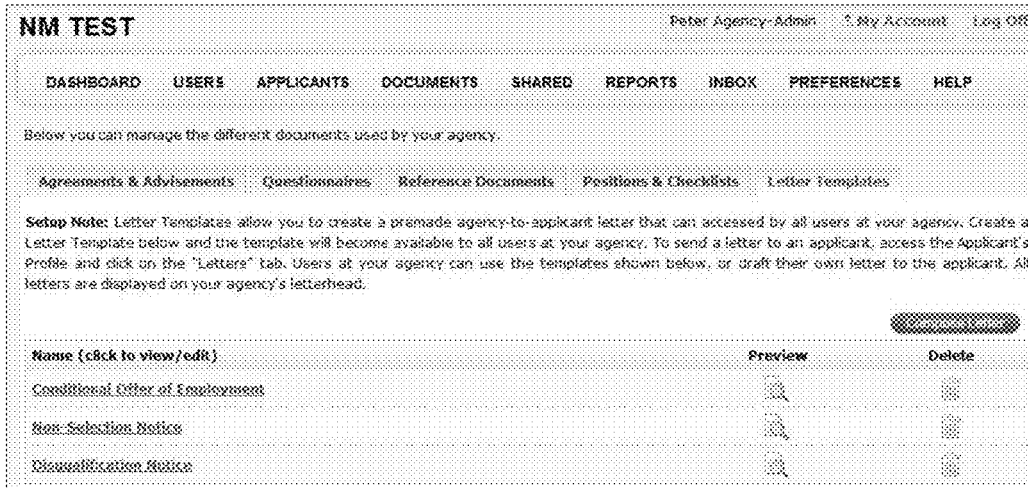 NM TEST
Peter Agency-Admin My Account Log Off
DASHBOARD USERS APPLICANTS DOCUMENTS SHARED REPORTS INBOX PREFERENCES HELP
Below you can manage the different documents used by your agency.
Agreements & Advisements Questionnaires Reference Documents Positions & Checklists Letter Templates
Setup Note: Letter Templates allow you to create a premade agency-to-applicant letter that can accessed by all users at your agency. Create a
Letter Template below and the template will become available to all users at your agency. To send a letter to an applicant, access the Applicant's
Profile and click on the "Letters" tab. Users at your agency can use the templates shown below, or draft their own letter to the applicant. All
letters are displayed on your agency's letterhead.
Name (click to view/edit) Preview Delete
Conditional Offer of Employment
Non-Selection Notice
Disqualification Notice